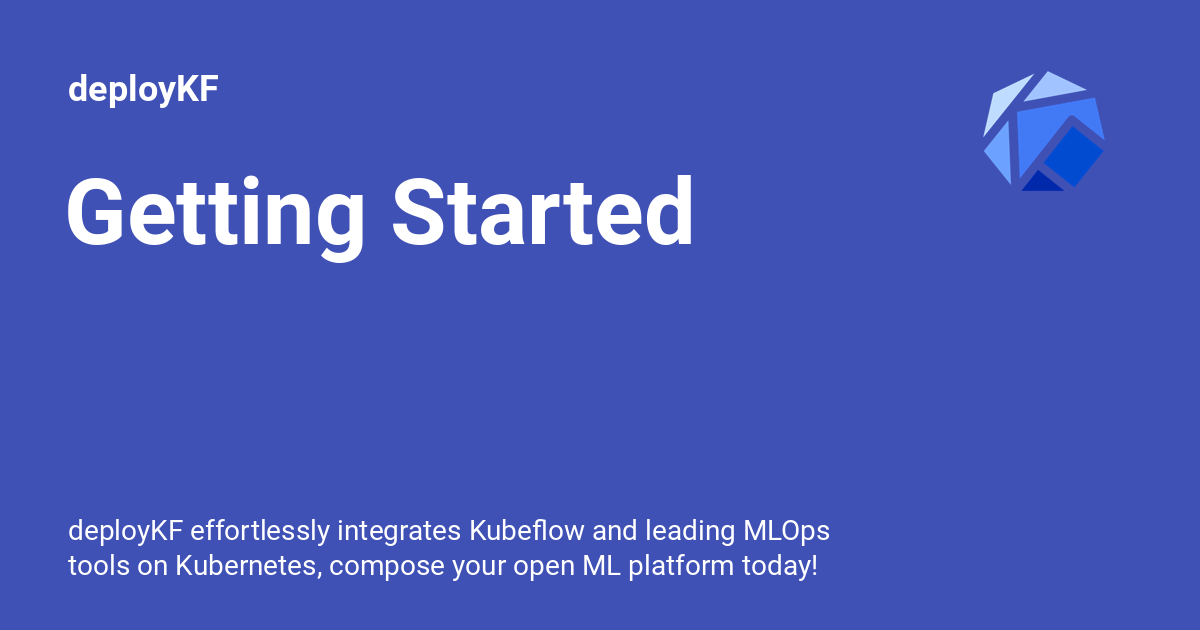 deployKF
Getting Started
deployKF effortlessly integrates Kubeflow and leading MLOps
tools on Kubernetes, compose your open ML platform today!